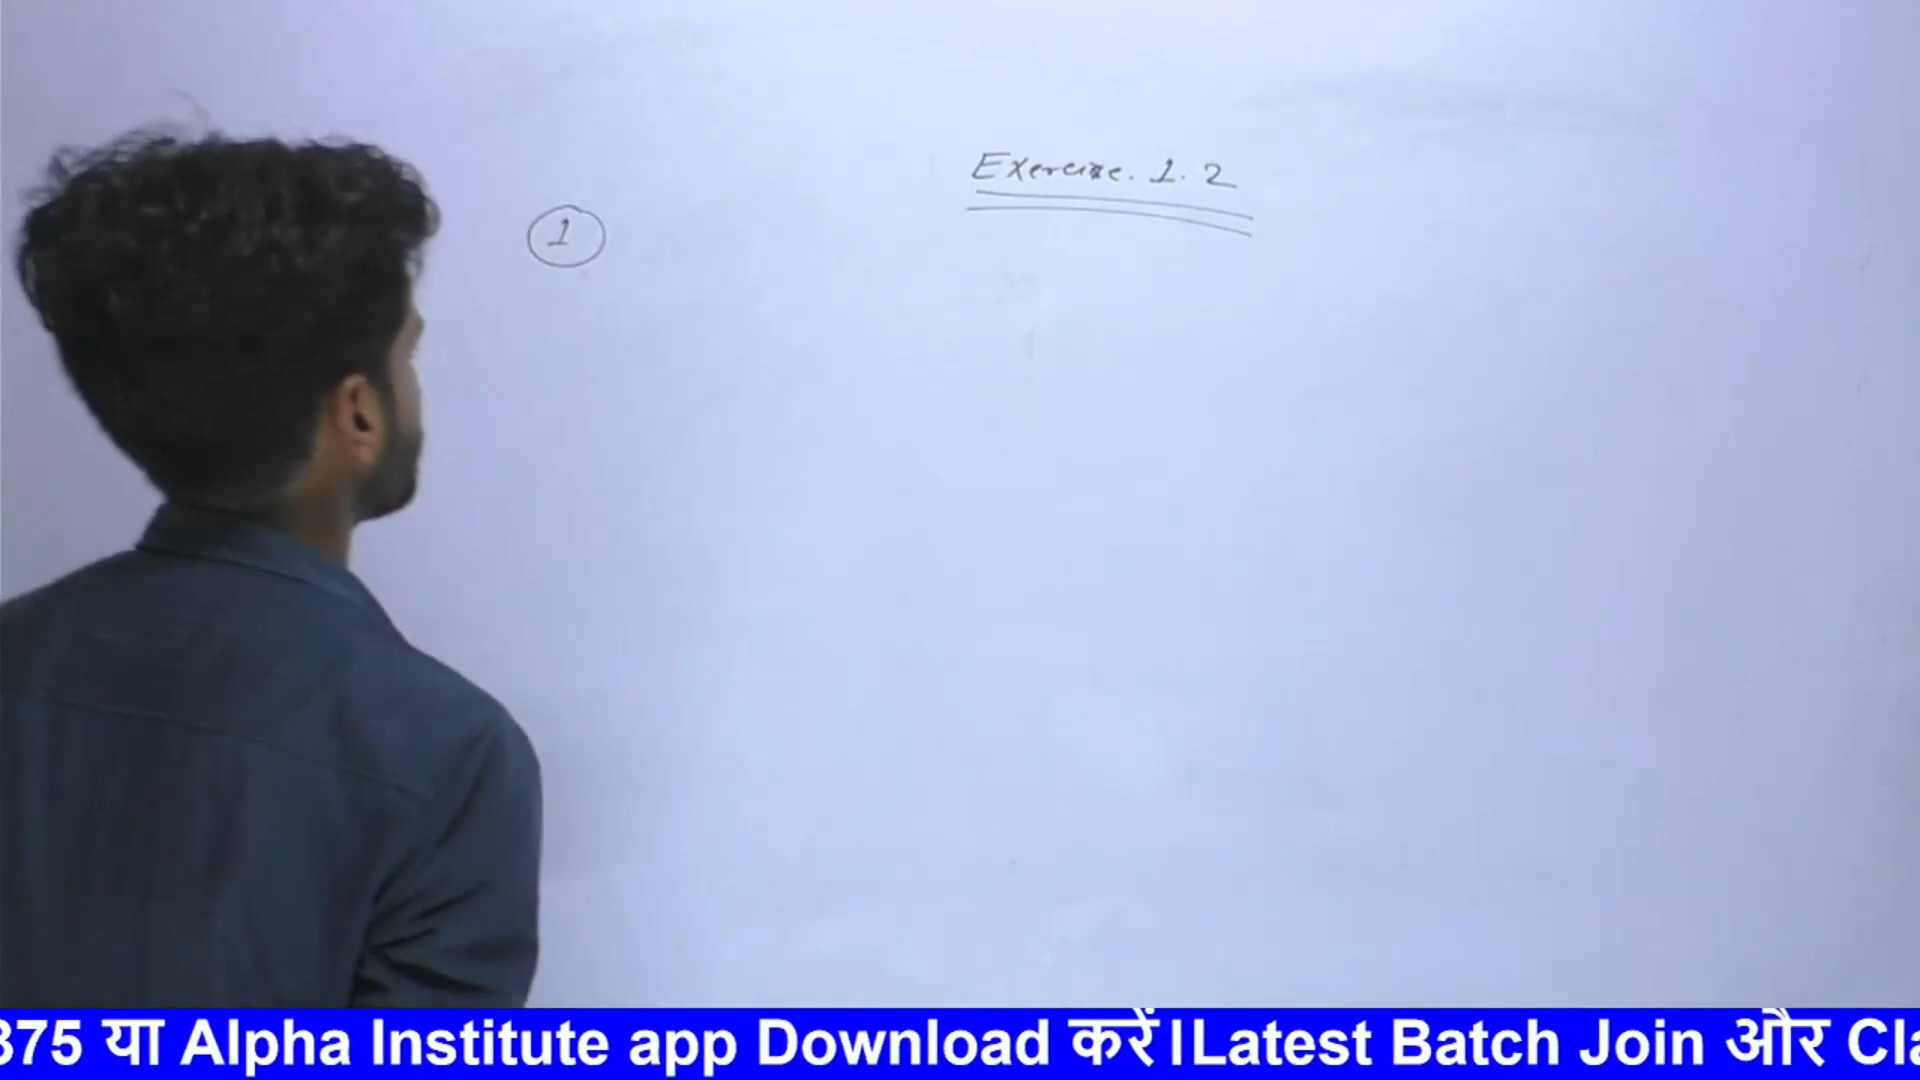 Exercise. 1.2
1
375 या Alpha Institute app Download करें।Latest Batch Join और Cla